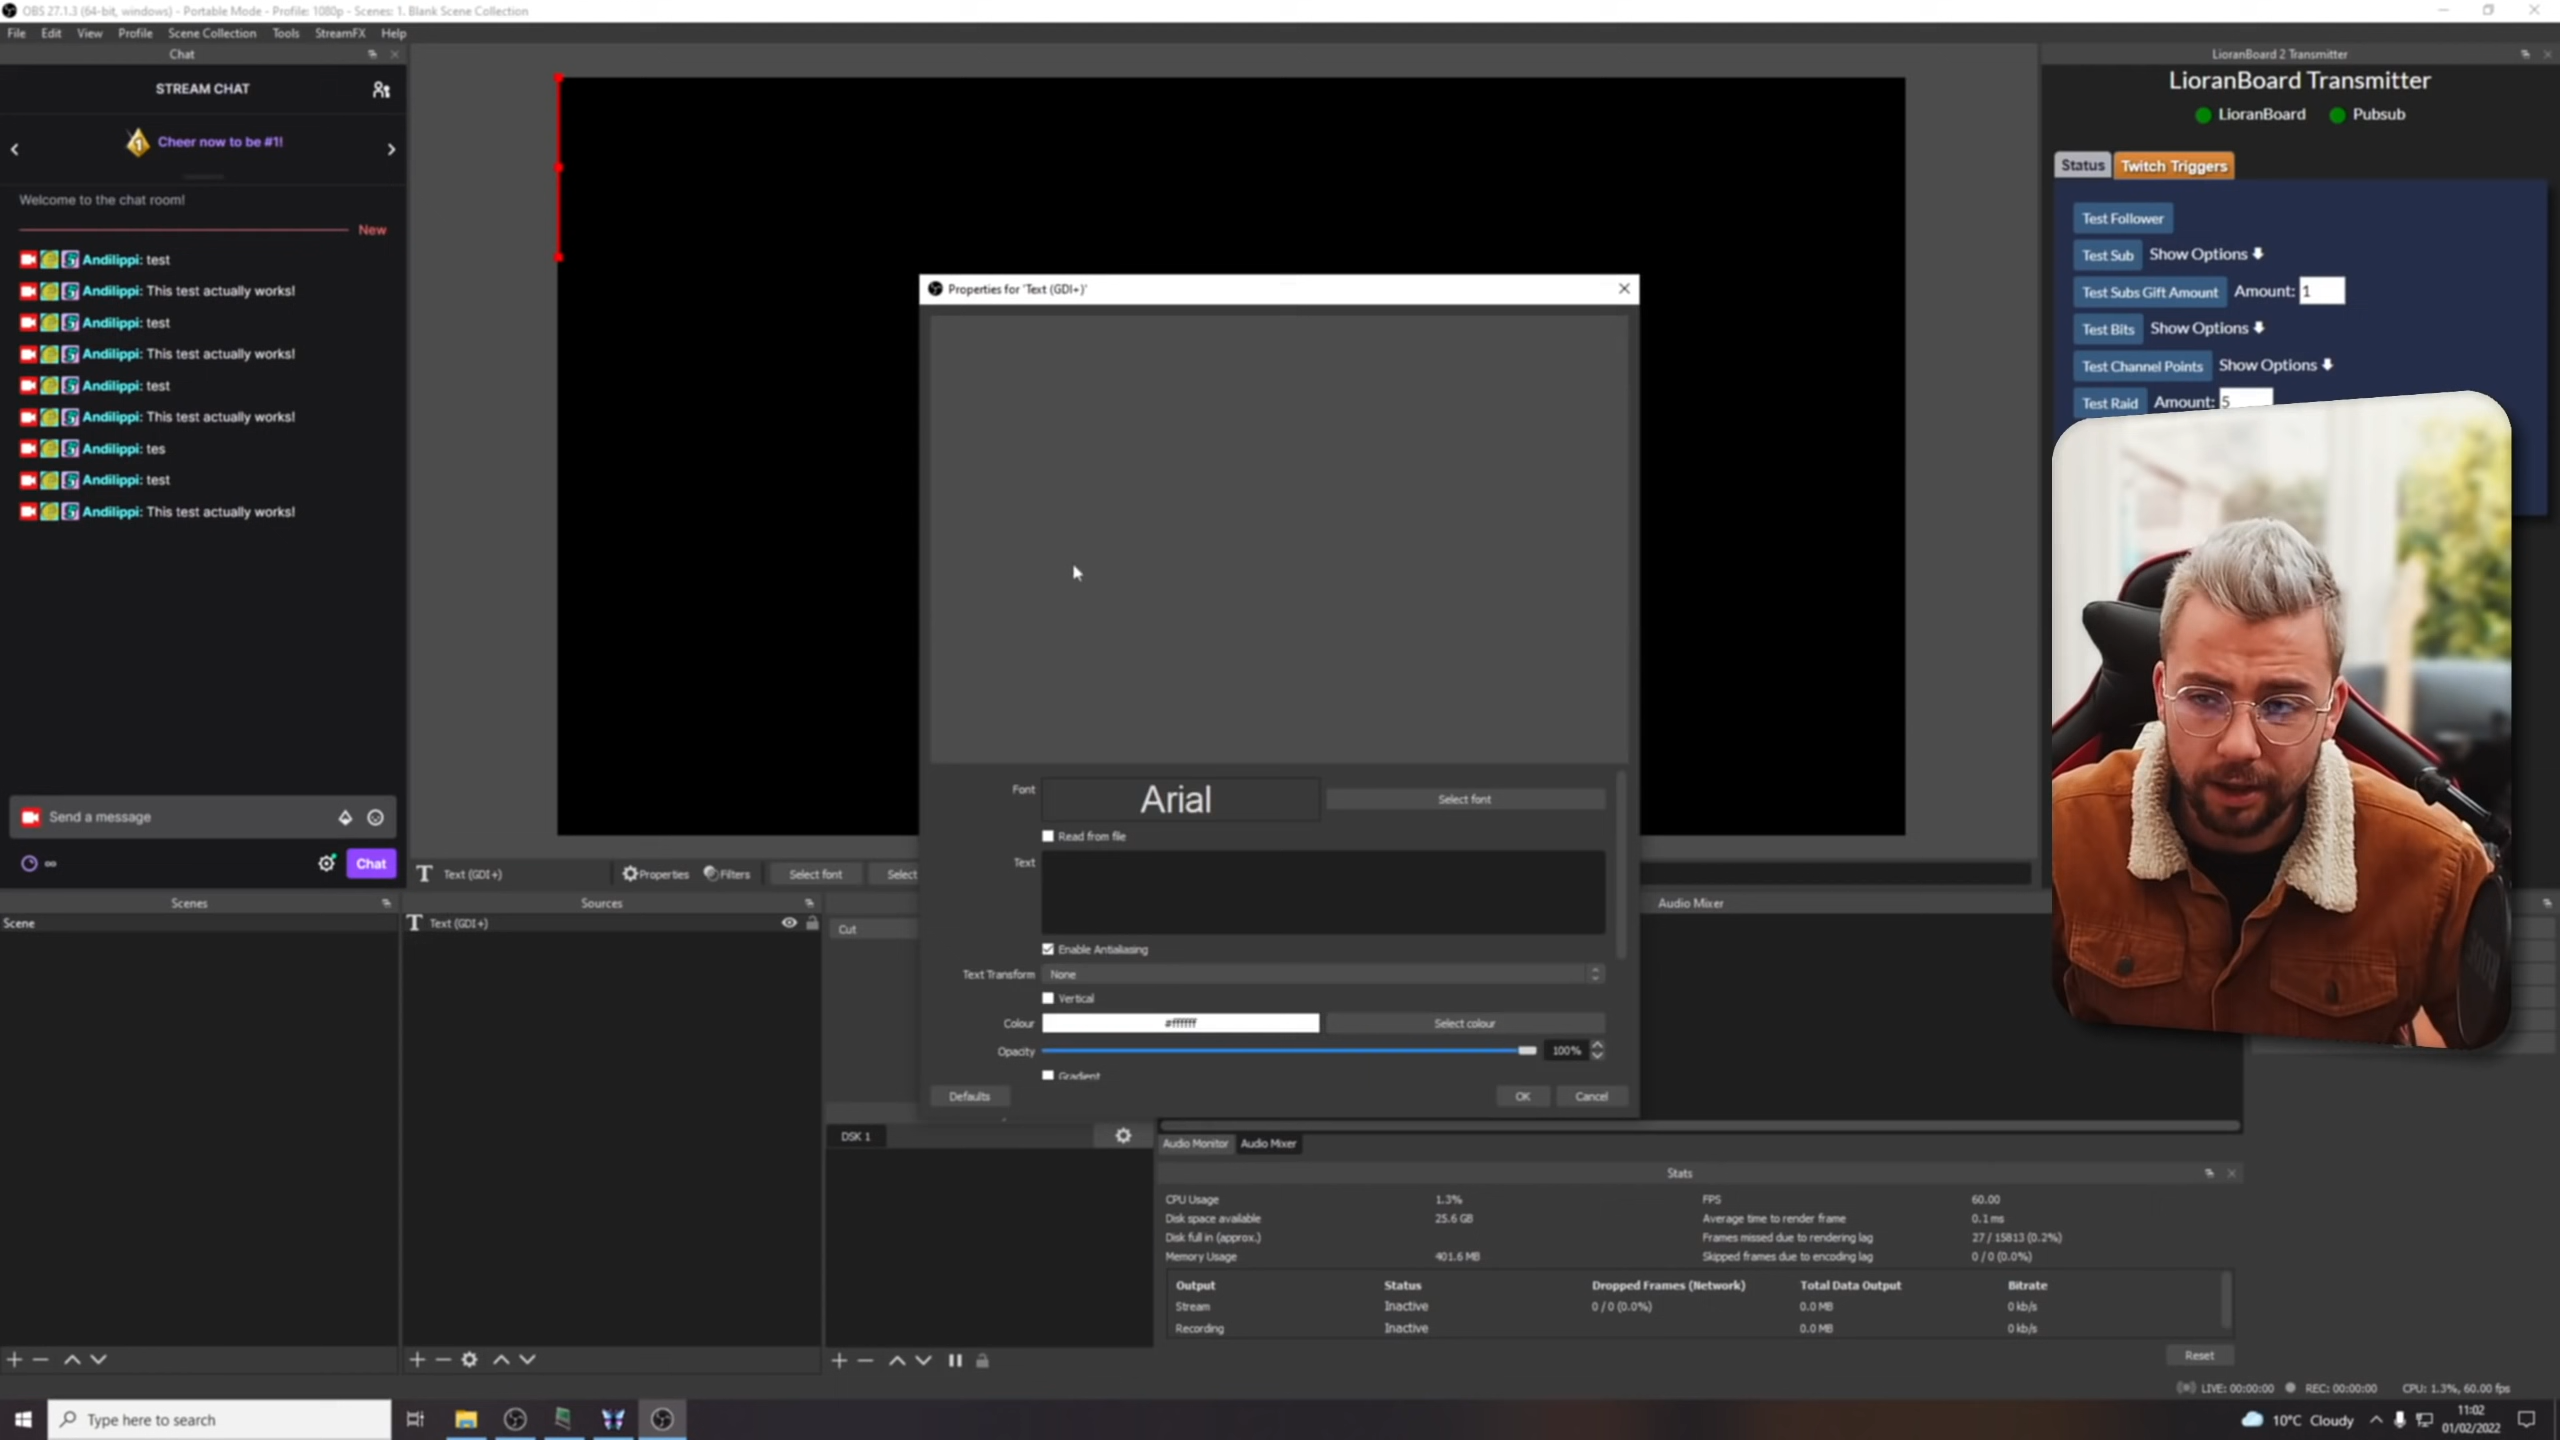 OBS 27.1.3 (64-bit, windows) - Portable Mode - Profile: 1080p - Scenes: 1. Blank Scene Collection
File Edit View Profile Scene Collection Tools StreamFX Help
Chat
STREAM CHAT
Cheer now to be #1!
Welcome to the chat room!
New
Andilippi: test
Andilippi: This test actually works!
Andilippi: test
Andilippi: This test actually works!
Andilippi: test
Andilippi: This test actually works!
Andilippi: tes
Andilippi: test
Andilippi: This test actually works!
Send a message
Chat
LioranBoard 2 Transmitter
LioranBoard Transmitter
LioranBoard Pubsub
Status Twitch Triggers
Test Follower
Test Sub Show Options
Test Subs Gift Amount Amount: 1
Test Bits Show Options
Test Channel Points Show Options
Test Raid Amount: 5
Properties for 'Text (GDI+)'
Font Arial Select font
Read from file
Text
Enable Antialiasing
Text Transform None
Vertical
Colour #ffffff Select colour
Opacity 100%
Gradient
Defaults OK Cancel
Text (GDI+) Properties Filters Select font Select
Scenes
Scene
Sources
Text (GDI+)
Cut
DSK 1
Audio Mixer
Audio Monitor Audio Mixer
Stats
CPU Usage 1.3% FPS 60.00
Disk space available 25.6 GB Average time to render frame 0.1 ms
Disk full in (approx.) Frames missed due to rendering lag 27 / 15813 (0.2%)
Memory Usage 401.6 MB Skipped frames due to encoding lag 0 / 0 (0.0%)
Output Status Dropped Frames (Network) Total Data Output Bitrate
Stream Inactive 0 / 0 (0.0%) 0.0 MB 0 kb/s
Recording Inactive 0.0 MB 0 kb/s
Reset
LIVE: 00:00:00 REC: 00:00:00 CPU: 1.3%, 60.00 fps
Type here to search
10°C Cloudy
11:02
01/02/2022